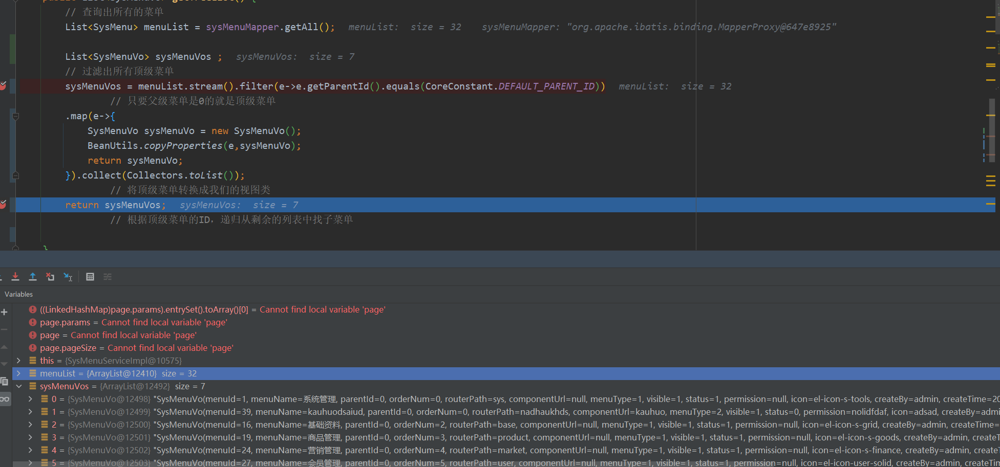 // 查询出所有的菜单
List<SysMenu> menuList = sysMenuMapper.getAll();  menuList:  size = 32   sysMenuMapper: "org.apache.ibatis.binding.MapperProxy@647e8925"
List<SysMenuVo> sysMenuVos ;  sysMenuVos:  size = 7
// 过滤出所有顶级菜单
sysMenuVos = menuList.stream().filter(e->e.getParentId().equals(CoreConstant.DEFAULT_PARENT_ID))  menuList:  size = 32
// 只要父级菜单是0的就是顶级菜单
.map(e->{
SysMenuVo sysMenuVo = new SysMenuVo();
BeanUtils.copyProperties(e,sysMenuVo);
return sysMenuVo;
}).collect(Collectors.toList());
// 将顶级菜单转换成我们的视图类
return sysMenuVos;  sysMenuVos:  size = 7
// 根据顶级菜单的ID，递归从剩余的列表中找子菜单
}
Variables
((LinkedHashMap)page.params).entrySet().toArray()[0] = Cannot find local variable 'page'
page.params = Cannot find local variable 'page'
page = Cannot find local variable 'page'
page.pageSize = Cannot find local variable 'page'
this = {SysMenuServiceImpl@10575}
menuList = {ArrayList@12410}  size = 32
sysMenuVos = {ArrayList@12492}  size = 7
0 = {SysMenuVo@12498} "SysMenuVo(menuId=1, menuName=系统管理, parentId=0, orderNum=0, routerPath=sys, componentUrl=null, menuType=1, visible=1, status=1, permission=null, icon=el-icon-s-tools, createBy=admin, createTime=20
1 = {SysMenuVo@12499} "SysMenuVo(menuId=39, menuName=kauhuodsaiud, parentId=0, orderNum=0, routerPath=nadhaukhds, componentUrl=kauhuo, menuType=2, visible=1, status=0, permission=nolidfdaf, icon=adsad, createBy=admi
2 = {SysMenuVo@12500} "SysMenuVo(menuId=16, menuName=基础资料, parentId=0, orderNum=2, routerPath=base, componentUrl=null, menuType=1, visible=1, status=1, permission=null, icon=el-icon-s-grid, createBy=admin, createTime=
3 = {SysMenuVo@12501} "SysMenuVo(menuId=19, menuName=商品管理, parentId=0, orderNum=3, routerPath=product, componentUrl=null, menuType=1, visible=1, status=1, permission=null, icon=el-icon-s-goods, createBy=admin, createT
4 = {SysMenuVo@12502} "SysMenuVo(menuId=24, menuName=营销管理, parentId=0, orderNum=4, routerPath=market, componentUrl=null, menuType=1, visible=1, status=1, permission=null, icon=el-icon-s-finance, createBy=admin, createTi
5 = {SysMenuVo@12503} "SysMenuVo(menuId=27, menuName=会员管理, parentId=0, orderNum=5, routerPath=user, componentUrl=null, menuType=1, visible=1, status=1, permission=null, icon=el-icon-user-solid, createBy=admin, createTin